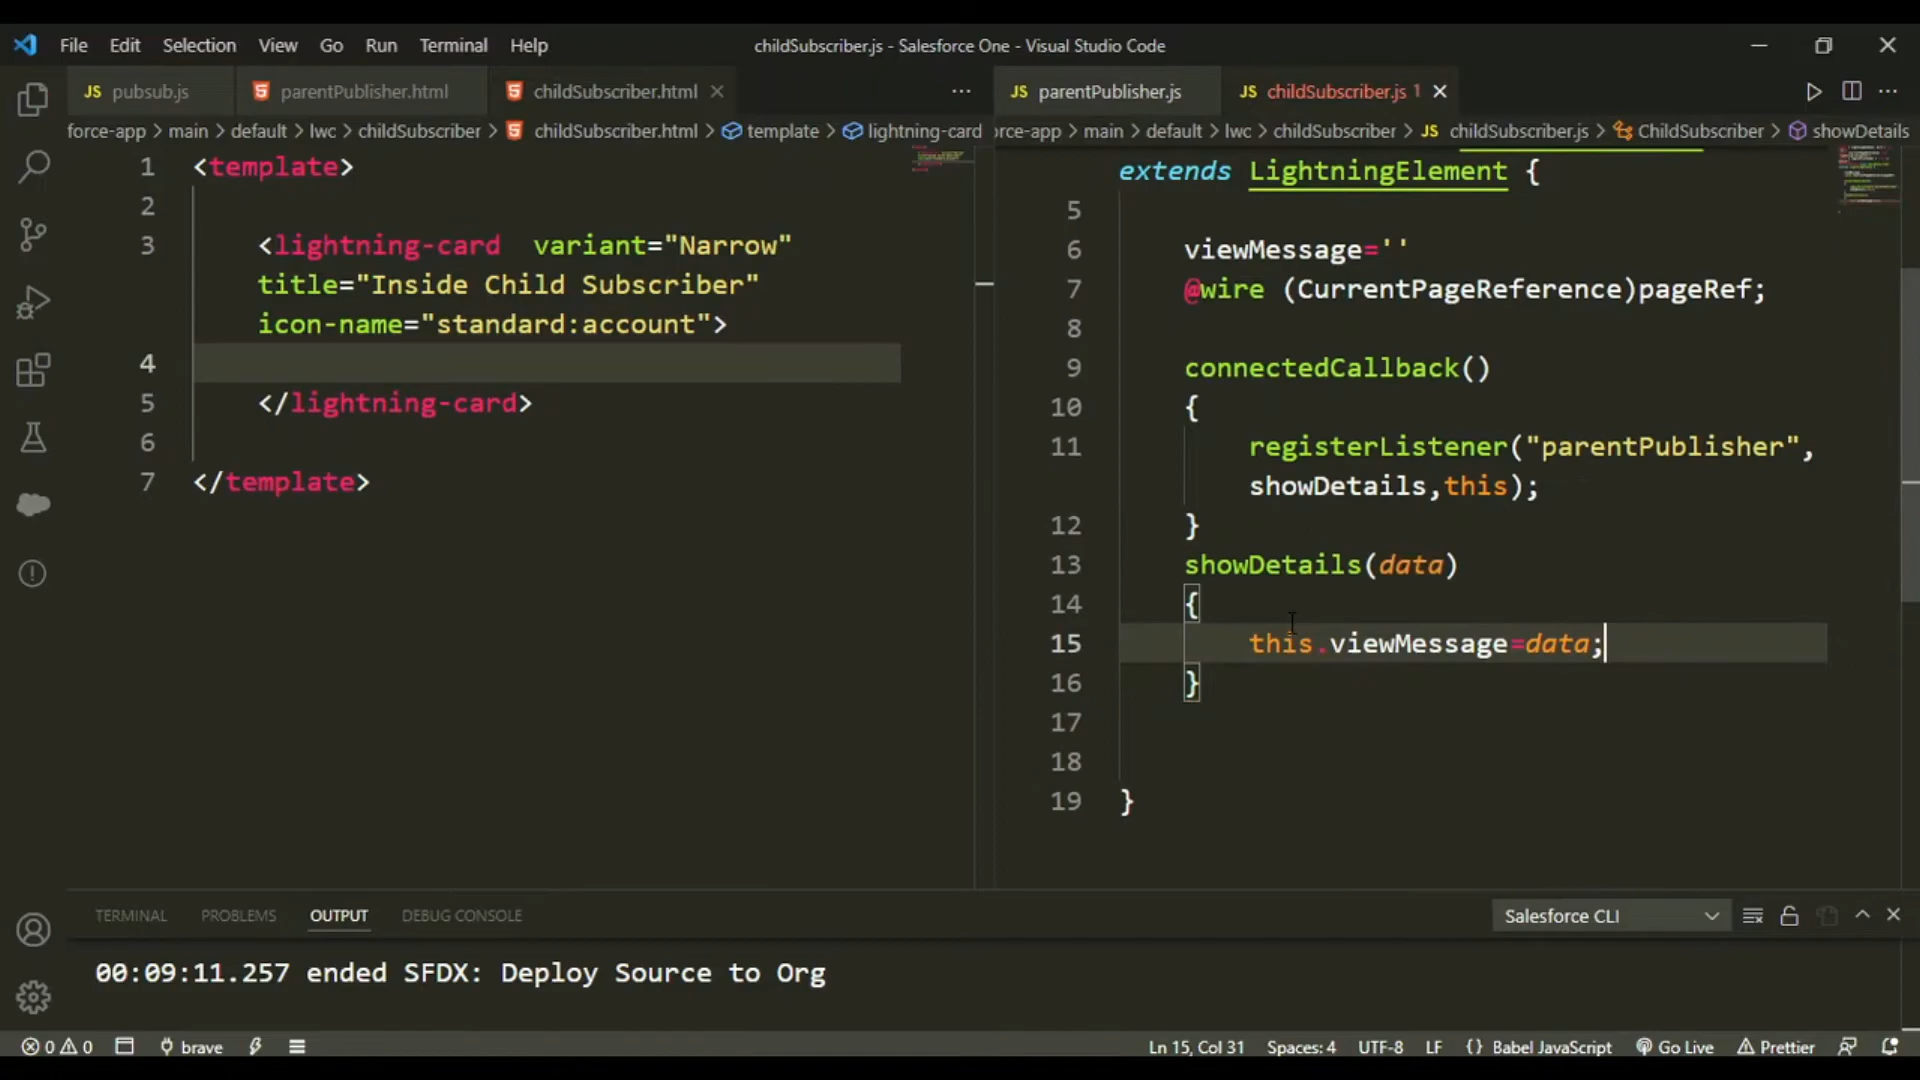 File Edit Selection View Go Run Terminal Help childSubscriber.js - Salesforce One - Visual Studio Code
JS pubsub.js parentPublisher.html childSubscriber.html ... JS parentPublisher.js JS childSubscriber.js 1 ...
force-app > main > default > lwc > childSubscriber > childSubscriber.html > template > lightning-card
1 <template>
2
3 <lightning-card variant="Narrow"
title="Inside Child Subscriber"
icon-name="standard:account">
4
5 </lightning-card>
6
7 </template>
orce-app > main > default > lwc > childSubscriber > JS childSubscriber.js > ChildSubscriber > showDetails
extends LightningElement {
5
6 viewMessage=''
7 @wire (CurrentPageReference)pageRef;
8
9 connectedCallback()
10 {
11 registerListener("parentPublisher",
showDetails,this);
12 }
13 showDetails(data)
14 {
15 this.viewMessage=data;
16 }
17
18
19 }
TERMINAL PROBLEMS OUTPUT DEBUG CONSOLE Salesforce CLI
00:09:11.257 ended SFDX: Deploy Source to Org
0 0 brave Ln 15, Col 31 Spaces: 4 UTF-8 LF {} Babel JavaScript Go Live Prettier